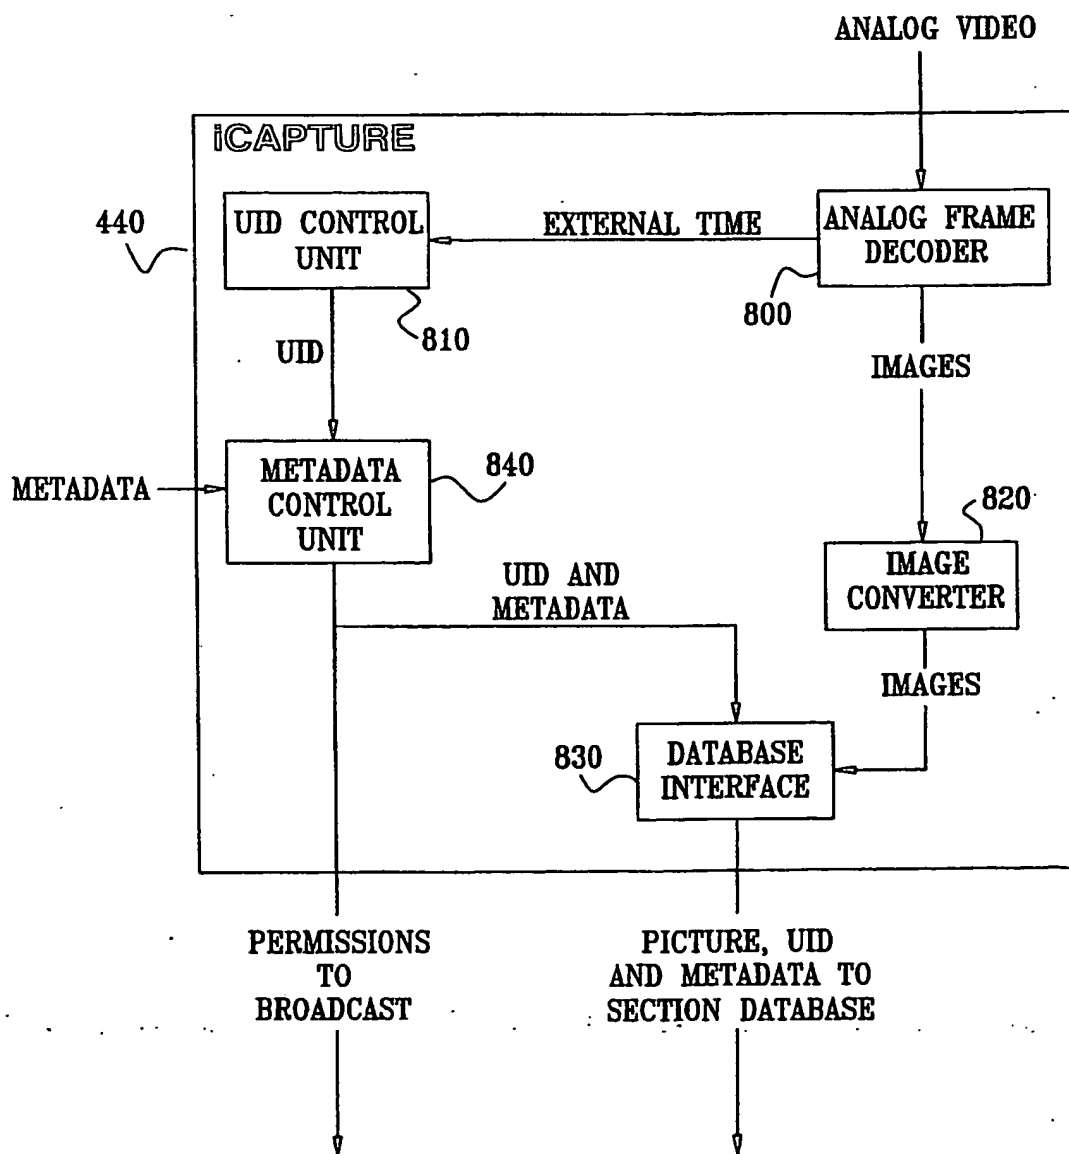 ANALOG VIDEO
iCAPTURE
440
UID CONTROL
UNIT
EXTERNAL TIME
ANALOG FRAME
DECODER
800
810
UID
IMAGES
METADATA
METADATA
CONTROL
UNIT
840
820
IMAGE
CONVERTER
UID AND
METADATA
IMAGES
830
DATABASE
INTERFACE
PERMISSIONS
TO
BROADCAST
PICTURE, UID
AND METADATA TO
SECTION DATABASE